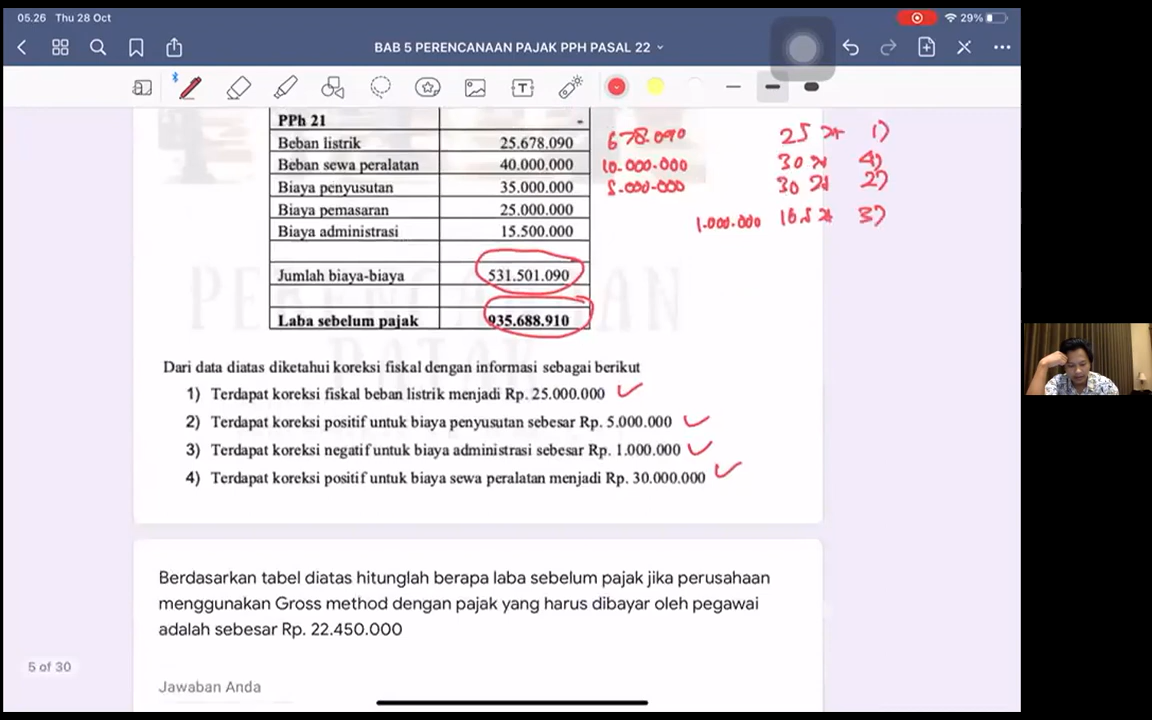 05.26 Thu 28 Oct
29%
BAB 5 PERENCANAAN PAJAK PPH PASAL 22
PPh 21 -
Beban listrik 25.678.090 678.090 25 jt 1)
Beban sewa peralatan 40.000.000 10.000.000 30 jt 4)
Biaya penyusutan 35.000.000 5.000.000 30 jt 2)
Biaya pemasaran 25.000.000
Biaya administrasi 15.500.000 1.000.000 16.5 jt 3)
Jumlah biaya-biaya 531.501.090
Laba sebelum pajak 935.688.910
Dari data diatas diketahui koreksi fiskal dengan informasi sebagai berikut
1) Terdapat koreksi fiskal beban listrik menjadi Rp. 25.000.000
2) Terdapat koreksi positif untuk biaya penyusutan sebesar Rp. 5.000.000
3) Terdapat koreksi negatif untuk biaya administrasi sebesar Rp. 1.000.000
4) Terdapat koreksi positif untuk biaya sewa peralatan menjadi Rp. 30.000.000
Berdasarkan tabel diatas hitunglah berapa laba sebelum pajak jika perusahaan
menggunakan Gross method dengan pajak yang harus dibayar oleh pegawai
adalah sebesar Rp. 22.450.000
5 of 30
Jawaban Anda